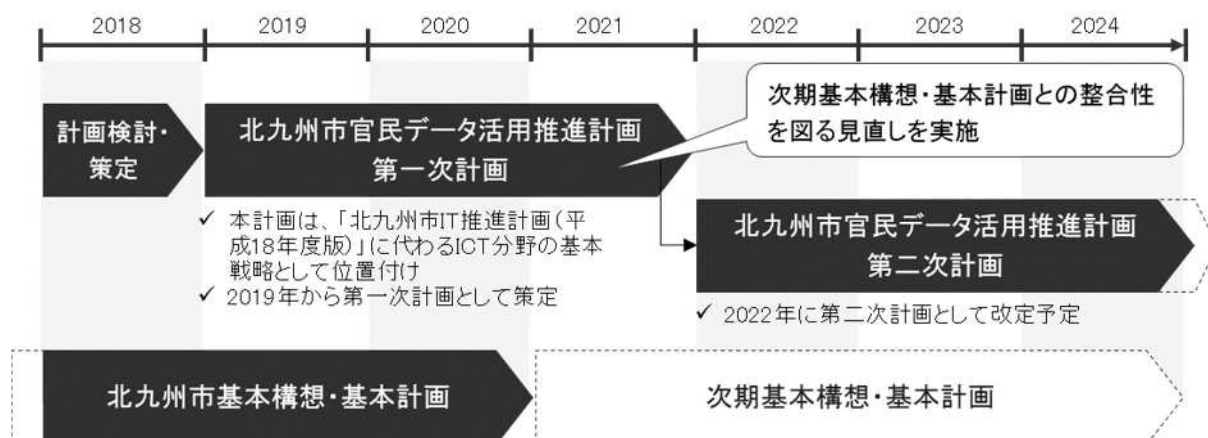 2018 2019 2020 2021 2022 2023 2024
計画検討・
策定
北九州市官民データ活用推進計画
第一次計画
次期基本構想・基本計画との整合性
を図る見直しを実施
✓ 本計画は、「北九州市IT推進計画(平
成18年度版)」に代わるICT分野の基本
戦略として位置付け
✓ 2019年から第一次計画として策定
北九州市官民データ活用推進計画
第二次計画
✓ 2022年に第二次計画として改定予定
北九州市基本構想・基本計画
次期基本構想・基本計画